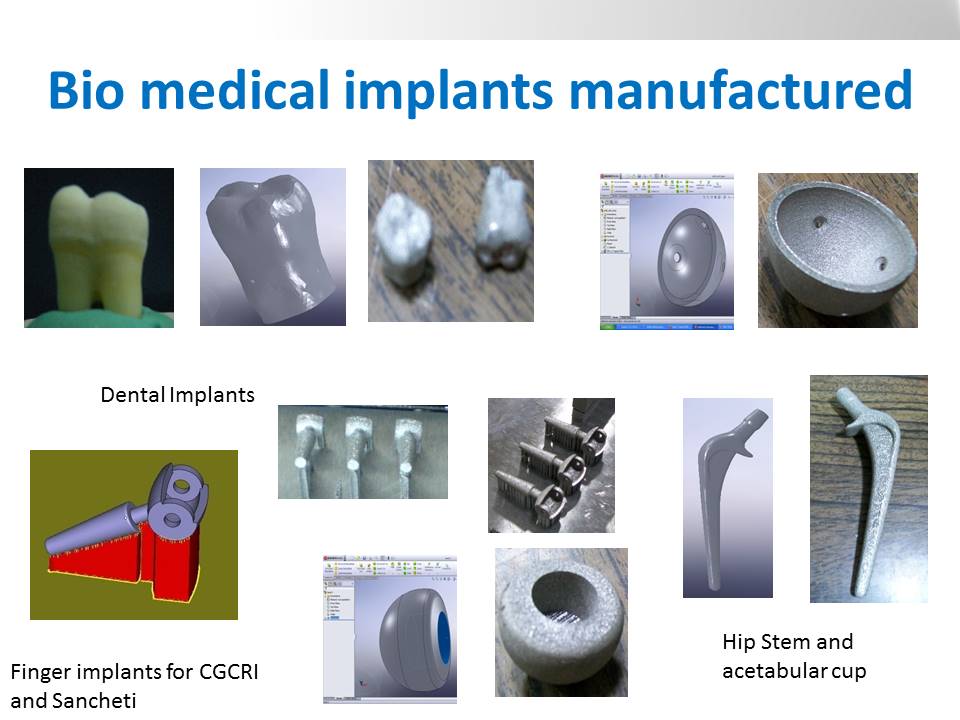 Bio medical implants manufactured
Dental Implants
Finger implants for CGCRI
and Sancheti
Hip Stem and
acetabular cup